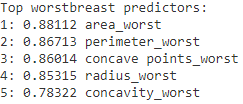 Top worstbreast predictors:
1: 0.88112 area_worst
2: 0.86713 perimeter_worst
3: 0.86014 concave points_worst
4: 0.85315 radius_worst
5: 0.78322 concavity_worst